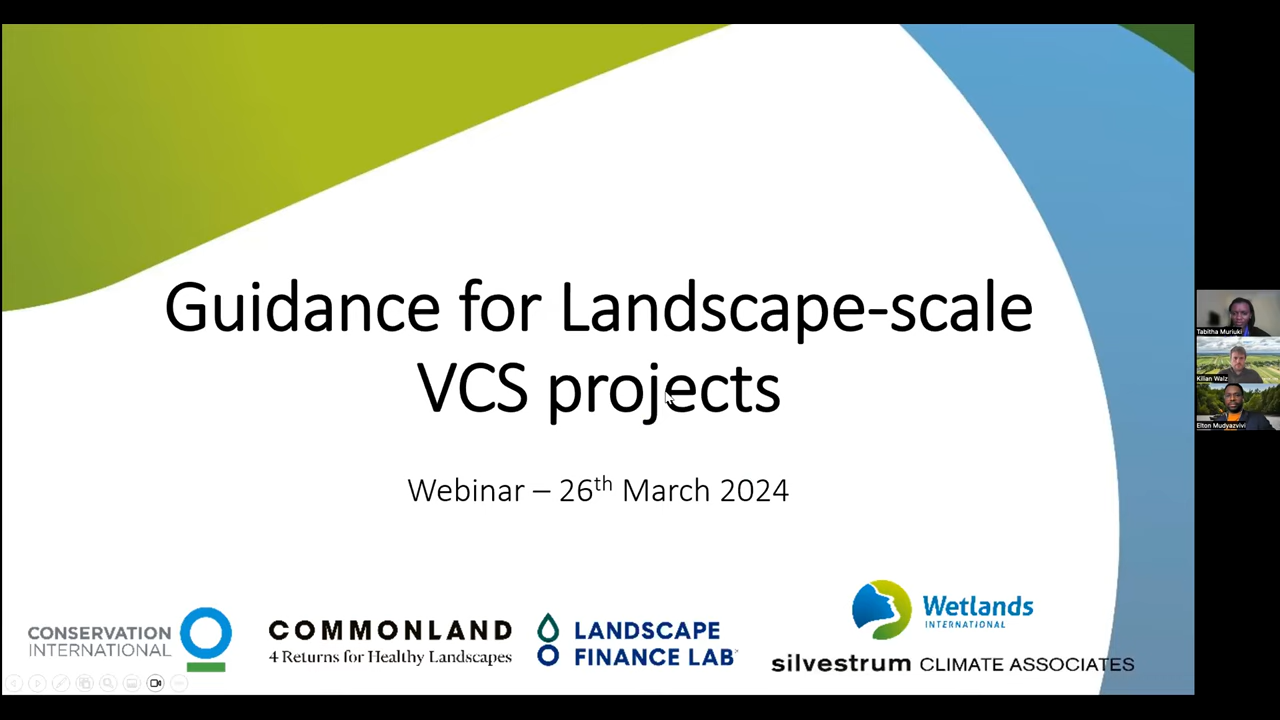 Guidance for Landscape-scale
VCS projects
Webinar – 26th March 2024
CONSERVATION
INTERNATIONAL
COMMONLAND
4 Returns for Healthy Landscapes
LANDSCAPE
FINANCE LAB
Wetlands
INTERNATIONAL
silvestrum CLIMATE ASSOCIATES
Tabitha Muriuki
Kilian Walz
Elton Mudyazvivi